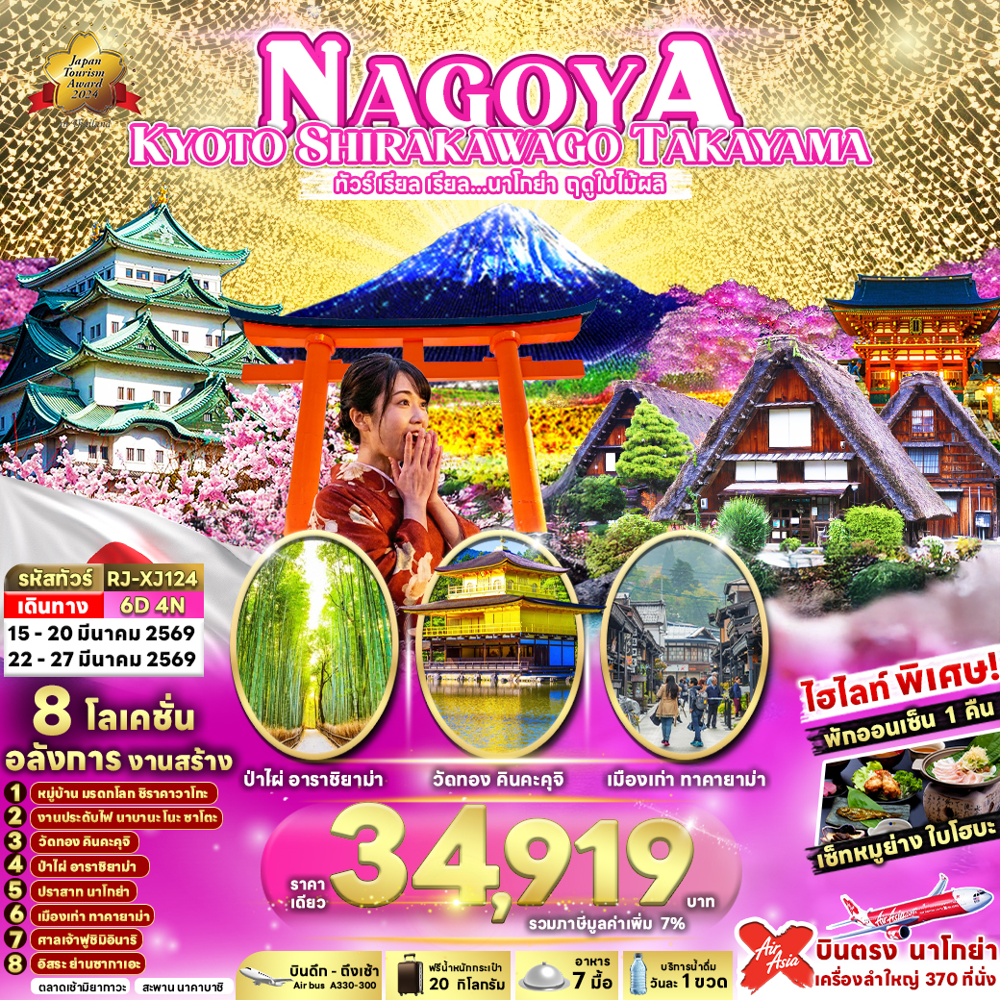 Japan
Tourism
Award
2024
in Thailand
NAGOYA
KYOTO SHIRAKAWAGO TAKAYAMA
ทัวร์ เรียล เรียล...นาโกย่า ฤดูใบไม้ผลิ
รหัสทัวร์ RJ-XJ124
เดินทาง 6D 4N
15 - 20 มีนาคม 2569
22 - 27 มีนาคม 2569
8 โลเคชั่น
อลังการ งานสร้าง
1 หมู่บ้าน มรดกโลก ชิราคาวาโกะ
2 งานประดับไฟ นาบานะ โนะ ซาโตะ
3 วัดทอง คินคะคุจิ
4 ป่าไผ่ อาราชิยาม่า
5 ปราสาท นาโกย่า
6 เมืองเก่า ทาคายาม่า
7 ศาลเจ้าฟูชิมิอินาริ
8 อิสระ ย่านซากาเอะ
ตลาดเช้ามิยากาวะ สะพาน นาคาบาชิ
ป่าไผ่ อาราชิยาม่า
วัดทอง คินคะคุจิ
เมืองเก่า ทาคายาม่า
ราคา
เดียว
34,919
บาท
รวมภาษีมูลค่าเพิ่ม 7%
ไฮไลท์ พิเศษ!
พักออนเซ็น 1 คืน
เซ็ทหมูย่าง ใบโฮบะ
AirAsia
Air
Asia
บินตรง นาโกย่า
เครื่องลำใหญ่ 370 ที่นั่ง
บินดึก - ถึงเช้า
Air bus A330-300
ฟรีน้ำหนักกระเป๋า
20 กิโลกรัม
อาหาร
7 มื้อ
บริการน้ำดื่ม
วันละ 1 ขวด